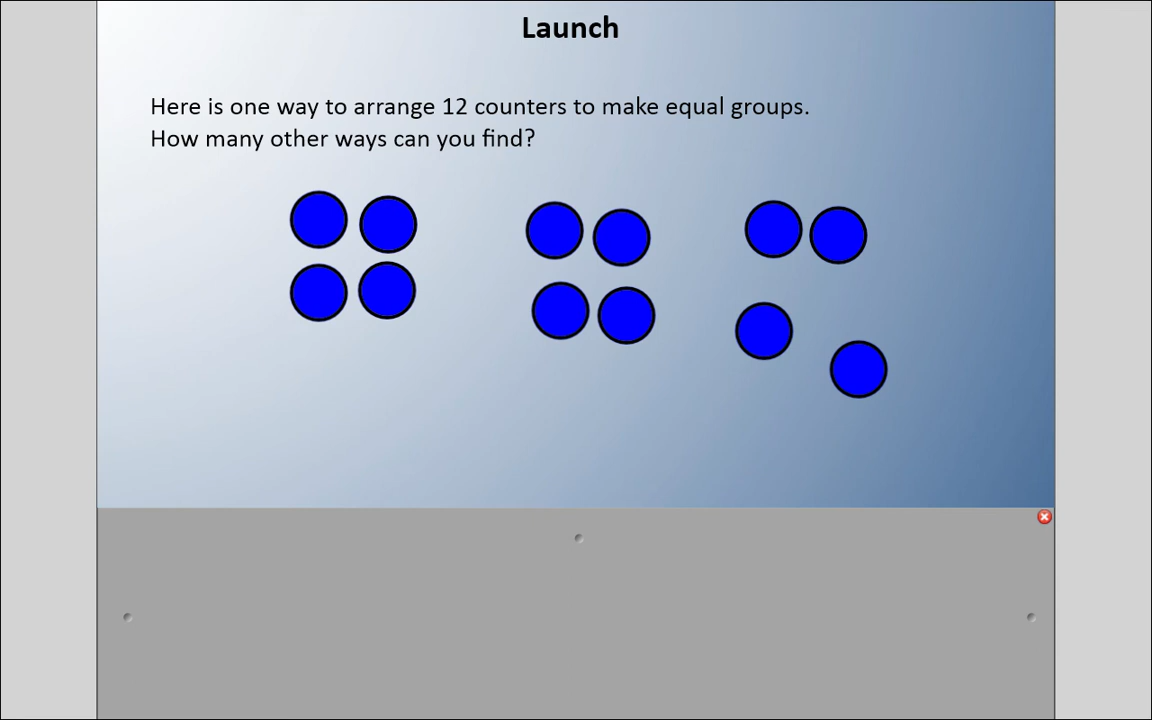 Launch
Here is one way to arrange 12 counters to make equal groups.
How many other ways can you find?